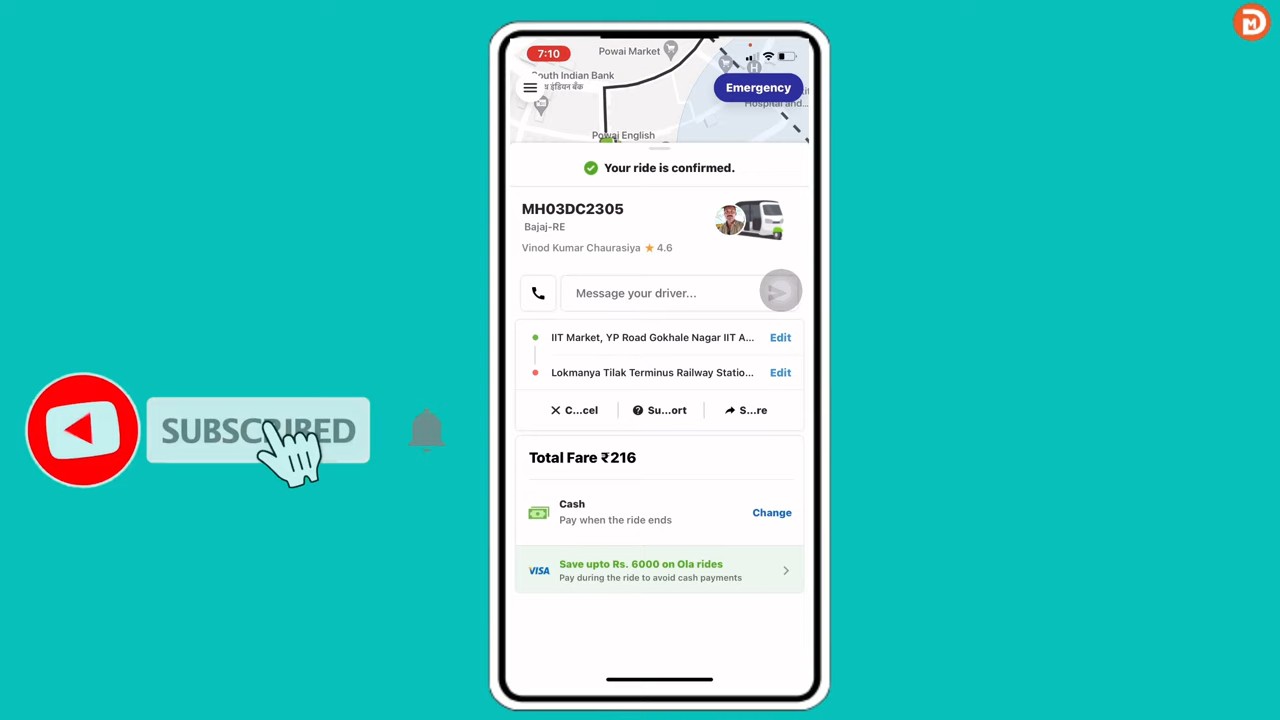 7:10
Powai Market
South Indian Bank
इंडियन बैंक
Emergency
Hospital and...
Powai English
Your ride is confirmed.
MH03DC2305
Bajaj-RE
Vinod Kumar Chaurasiya ★ 4.6
Message your driver...
IIT Market, YP Road Gokhale Nagar IIT A... Edit
Lokmanya Tilak Terminus Railway Statio... Edit
C...cel Su...ort S...re
SUBSCRIBED
Total Fare ₹216
Cash
Pay when the ride ends
Change
VISA Save upto Rs. 6000 on Ola rides
Pay during the ride to avoid cash payments